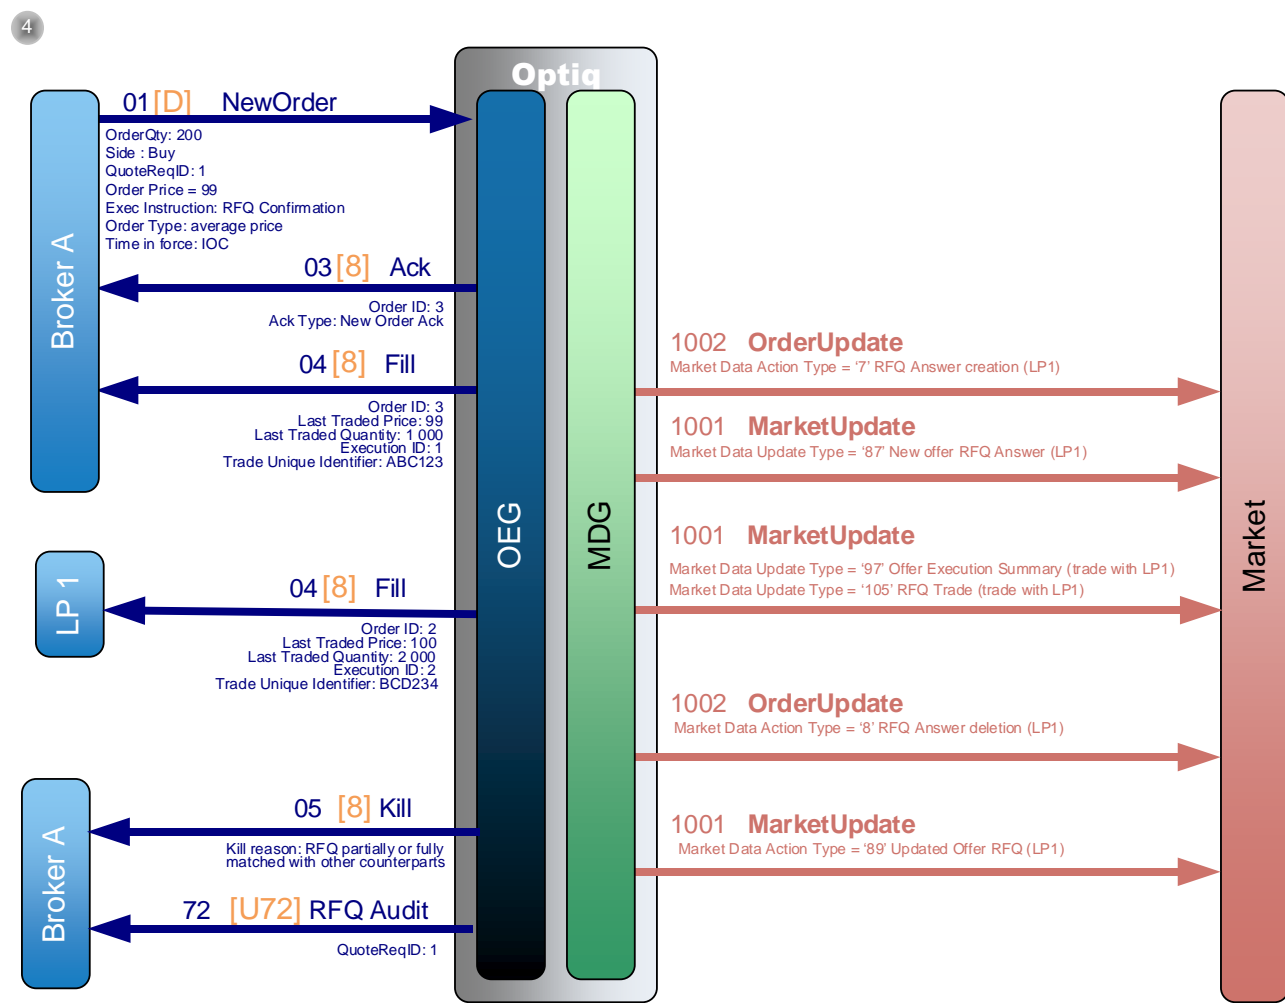 4
Optiq
01 [D] NewOrder
OrderQty: 200
Side : Buy
QuoteReqID: 1
Order Price = 99
Exec Instruction: RFQ Confirmation
Order Type: average price
Time in force: IOC
Broker A
03 [8] Ack
Order ID: 3
Ack Type: New Order Ack
04 [8] Fill
Order ID: 3
Last Traded Price: 99
Last Traded Quantity: 1 000
Execution ID: 1
Trade Unique Identifier: ABC123
LP 1
04 [8] Fill
Order ID: 2
Last Traded Price: 100
Last Traded Quantity: 2 000
Execution ID: 2
Trade Unique Identifier: BCD234
Broker A
05 [8] Kill
Kill reason: RFQ partially or fully
matched with other counterparts
72 [U72] RFQ Audit
QuoteReqID: 1
OEG
MDG
1002 OrderUpdate
Market Data Action Type = ‘7’ RFQ Answer creation (LP1)
1001 MarketUpdate
Market Data Update Type = ‘87’ New offer RFQ Answer (LP1)
1001 MarketUpdate
Market Data Update Type = ‘97’ Offer Execution Summary (trade with LP1)
Market Data Update Type = ‘105’ RFQ Trade (trade with LP1)
1002 OrderUpdate
Market Data Action Type = ‘8’ RFQ Answer deletion (LP1)
1001 MarketUpdate
Market Data Action Type = ‘89’ Updated Offer RFQ (LP1)
Market